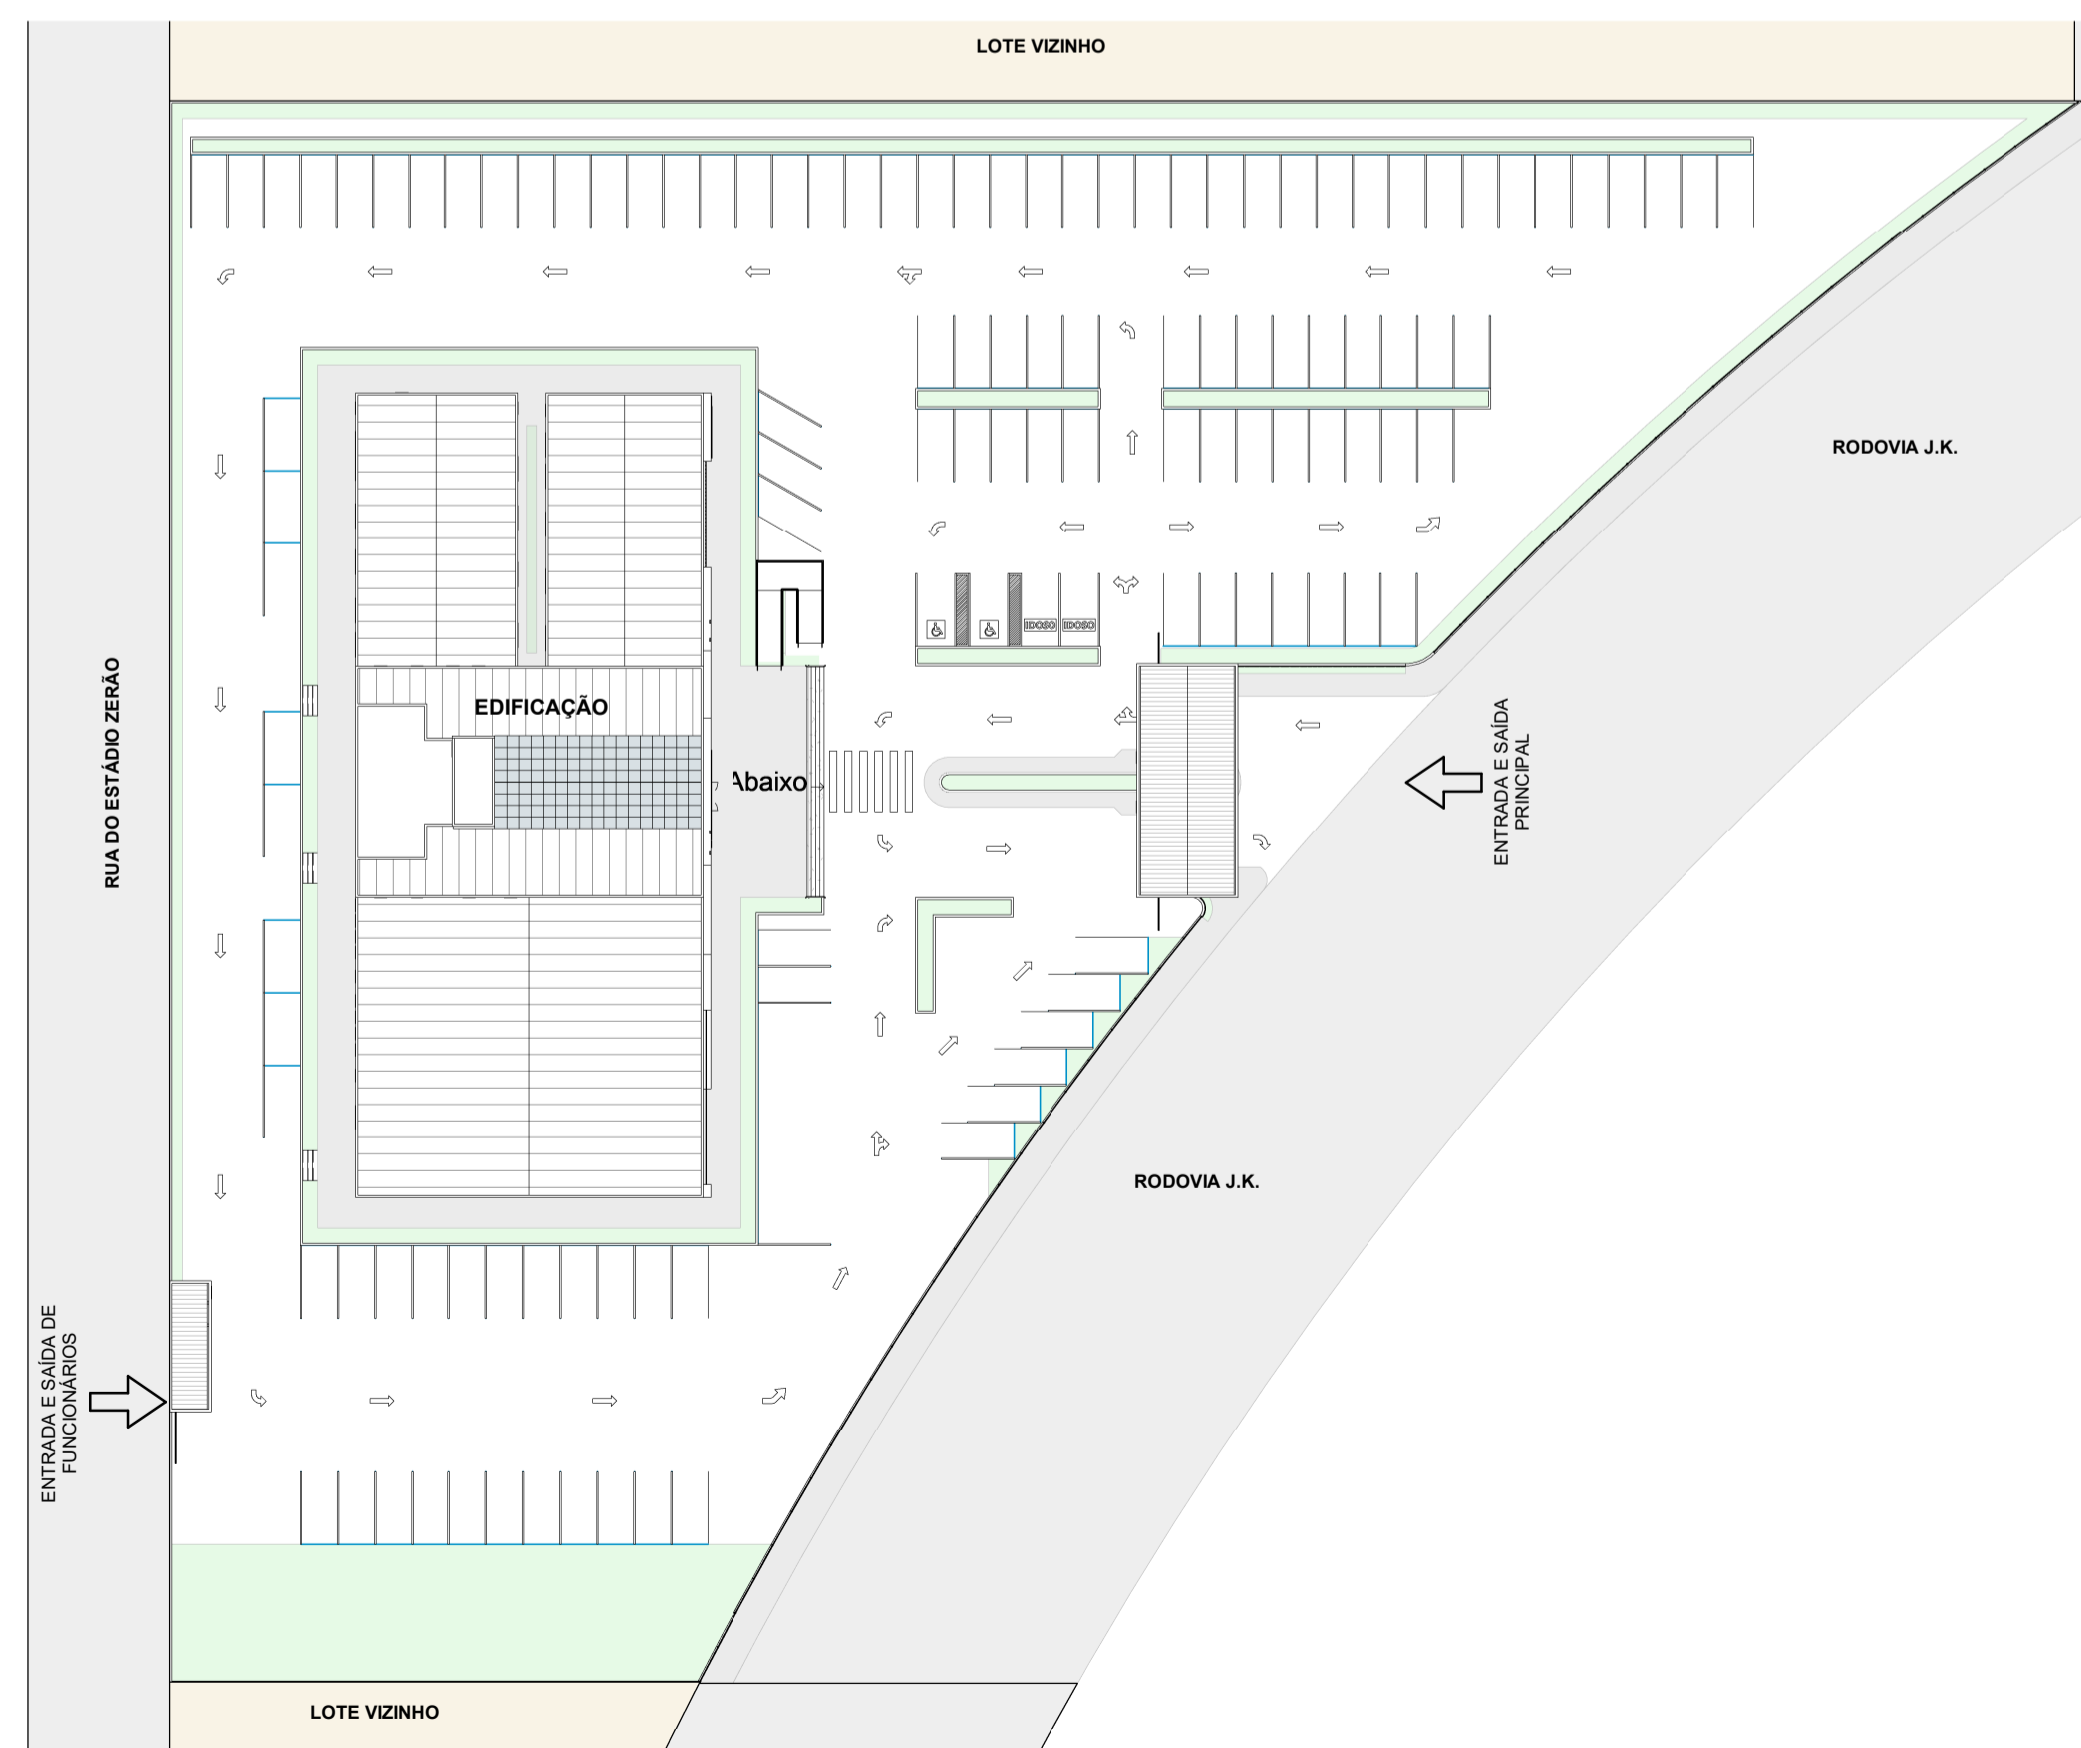 LOTE VIZINHO
RODOVIA J.K.
IDOSO
IDOSO
RUA DO ESTÁDIO ZERÃO
EDIFICAÇÃO
Abaixo
ENTRADA E SAÍDA
PRINCIPAL
RODOVIA J.K.
ENTRADA E SAÍDA DE
FUNCIONÁRIOS
LOTE VIZINHO